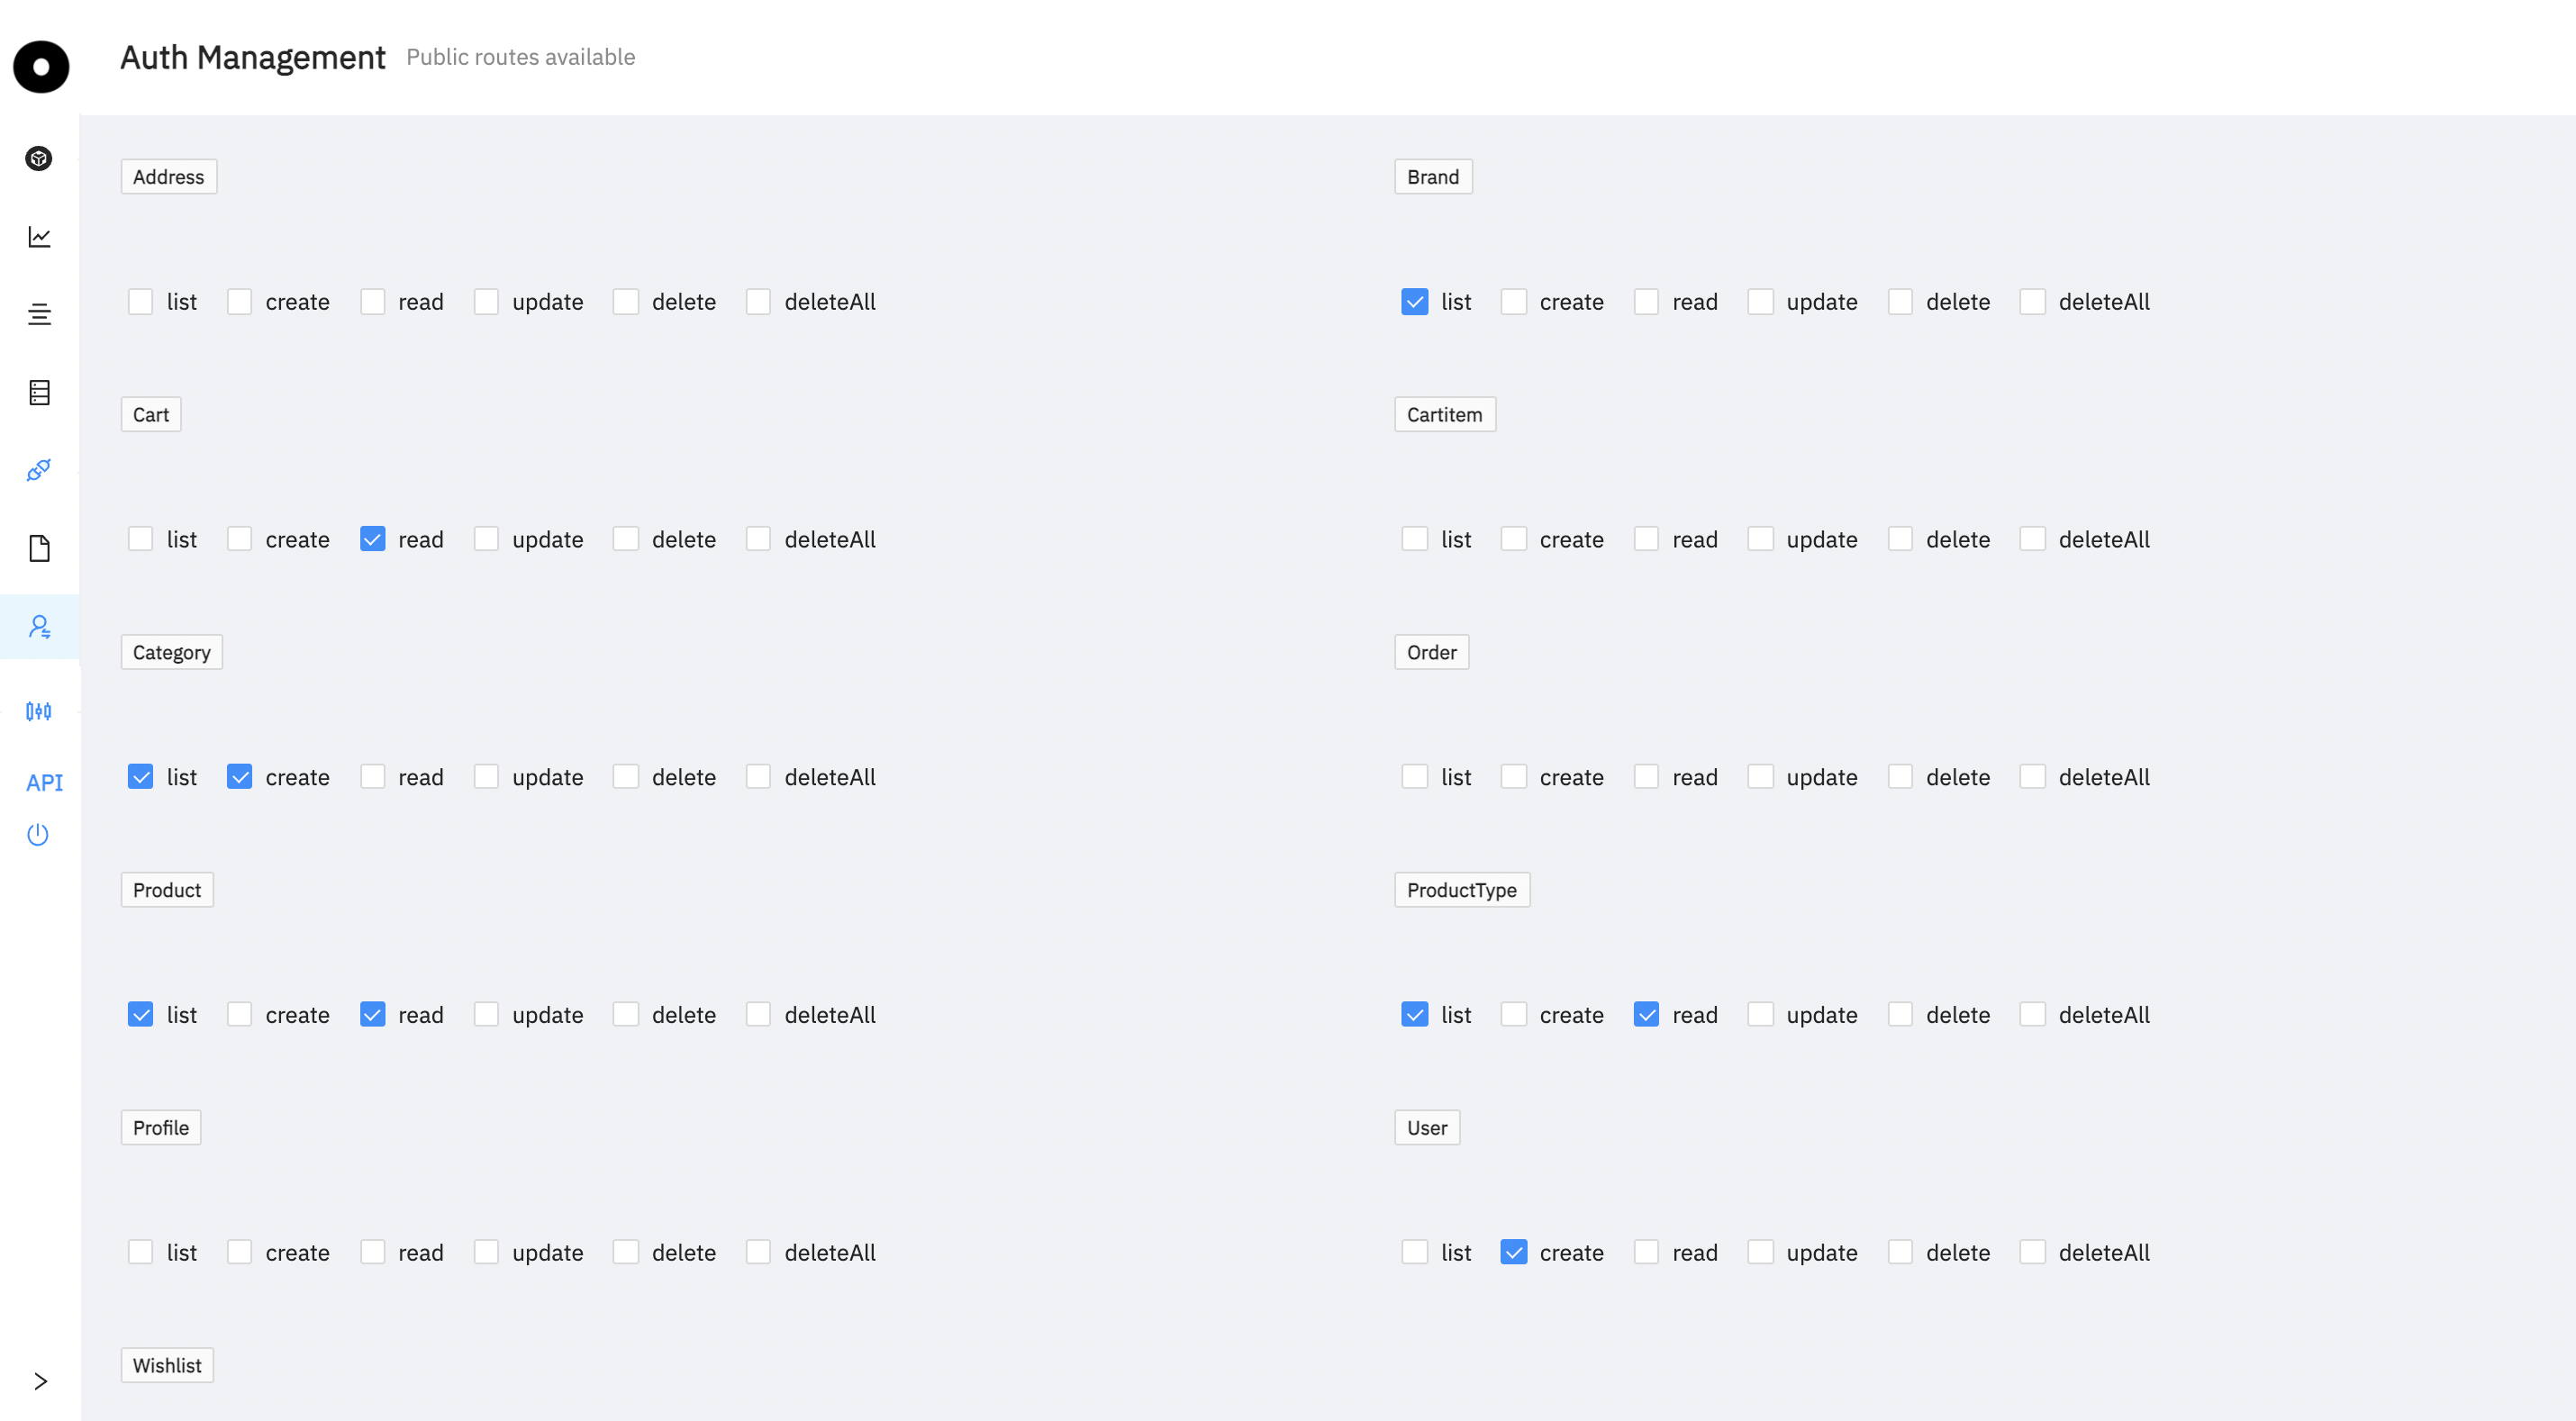 Auth Management Public routes available
Address
Brand
list create read update delete deleteAll
list create read update delete deleteAll
Cart
Cartitem
list create read update delete deleteAll
list create read update delete deleteAll
Category
Order
list create read update delete deleteAll
list create read update delete deleteAll
API
Product
ProductType
list create read update delete deleteAll
list create read update delete deleteAll
Profile
User
list create read update delete deleteAll
list create read update delete deleteAll
Wishlist